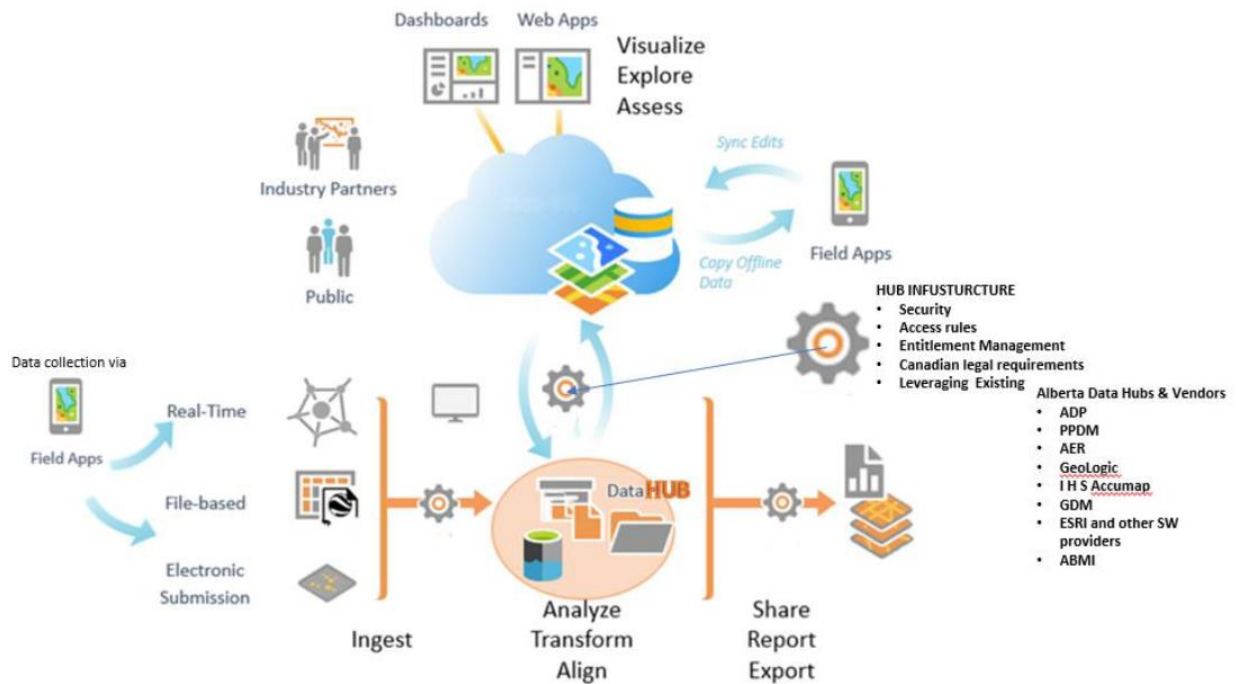 Dashboards
Web Apps
Visualize
Explore
Assess
Industry Partners
Public
Sync Edits
Copy Offline
Data
Field Apps
HUB INFUSTURCTURE
• Security
• Access rules
• Entitlement Management
• Canadian legal requirements
• Leveraging Existing
Alberta Data Hubs & Vendors
• ADP
• PPDM
• AER
• GeoLogic
• I H S Accumap
• GDM
• ESRI and other SW
providers
• ABMI
Data collection via
Field Apps
Real-Time
File-based
Electronic
Submission
Ingest
Data HUB
Analyze
Transform
Align
Share
Report
Export